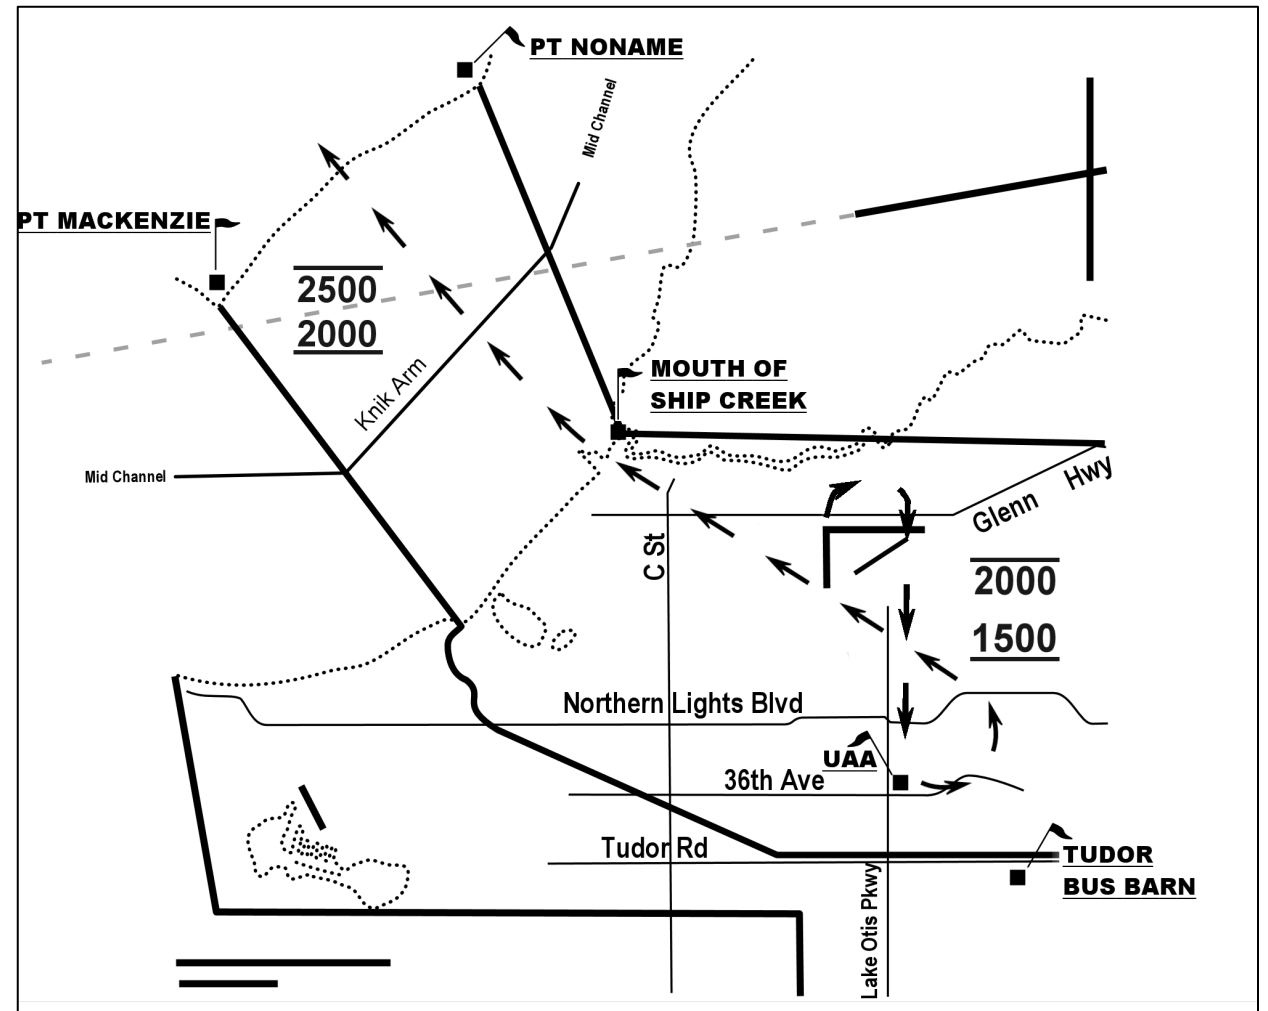 PT NONAME
Mid Channel
PT MACKENZIE
2500
2000
Knik Arm
MOUTH OF
SHIP CREEK
Mid Channel
Glenn Hwy
C St
2000
1500
Northern Lights Blvd
UAA
36th Ave
Tudor Rd
TUDOR
BUS BARN
Lake Otis Pkwy